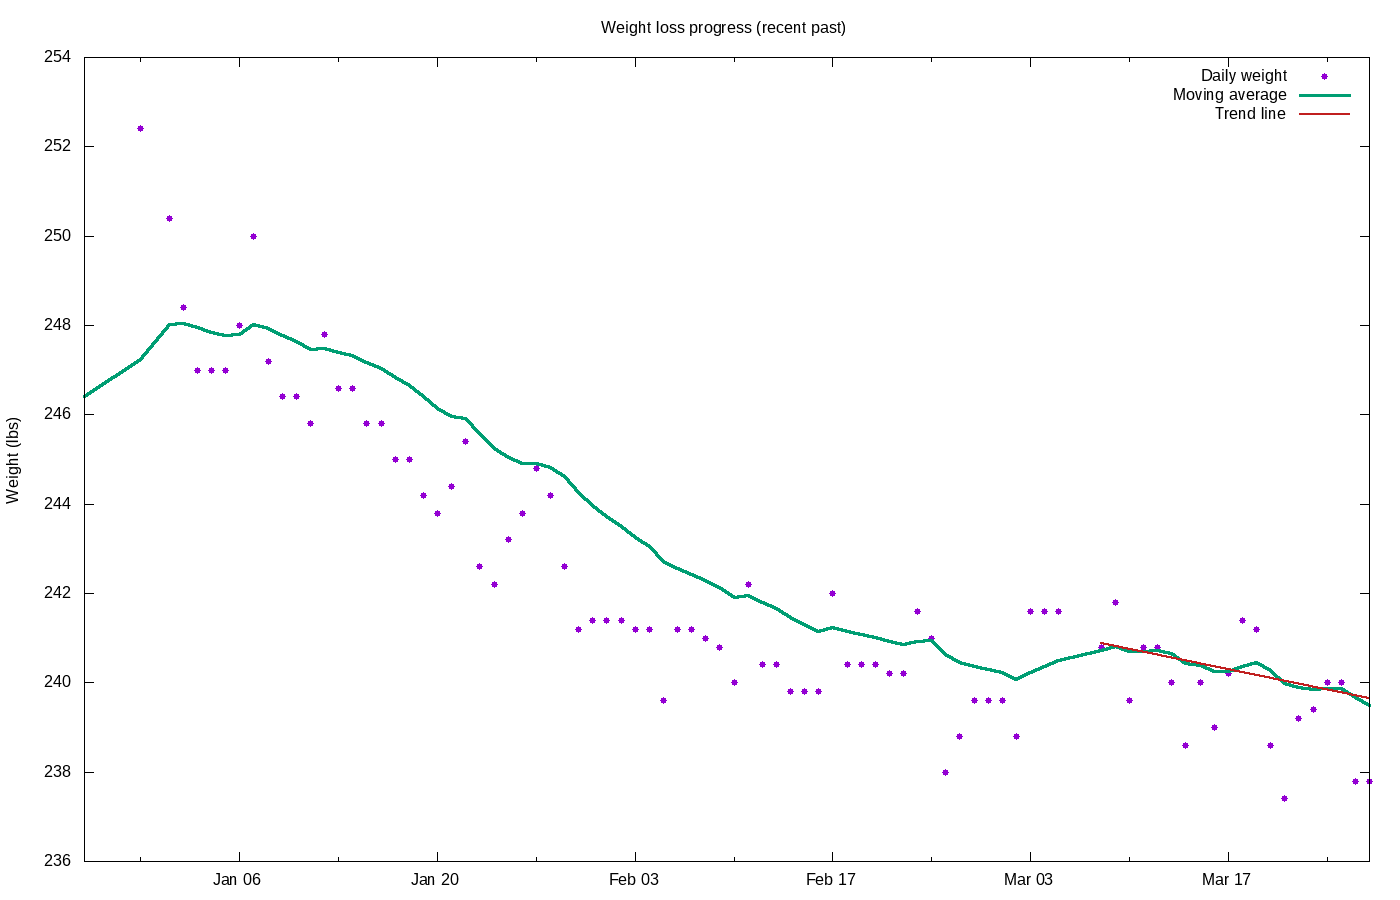 Weight loss progress (recent past)
Daily weight
Moving average
Trend line
Weight (lbs)
254
252
250
248
246
244
242
240
238
236
Jan 06
Jan 20
Feb 03
Feb 17
Mar 03
Mar 17